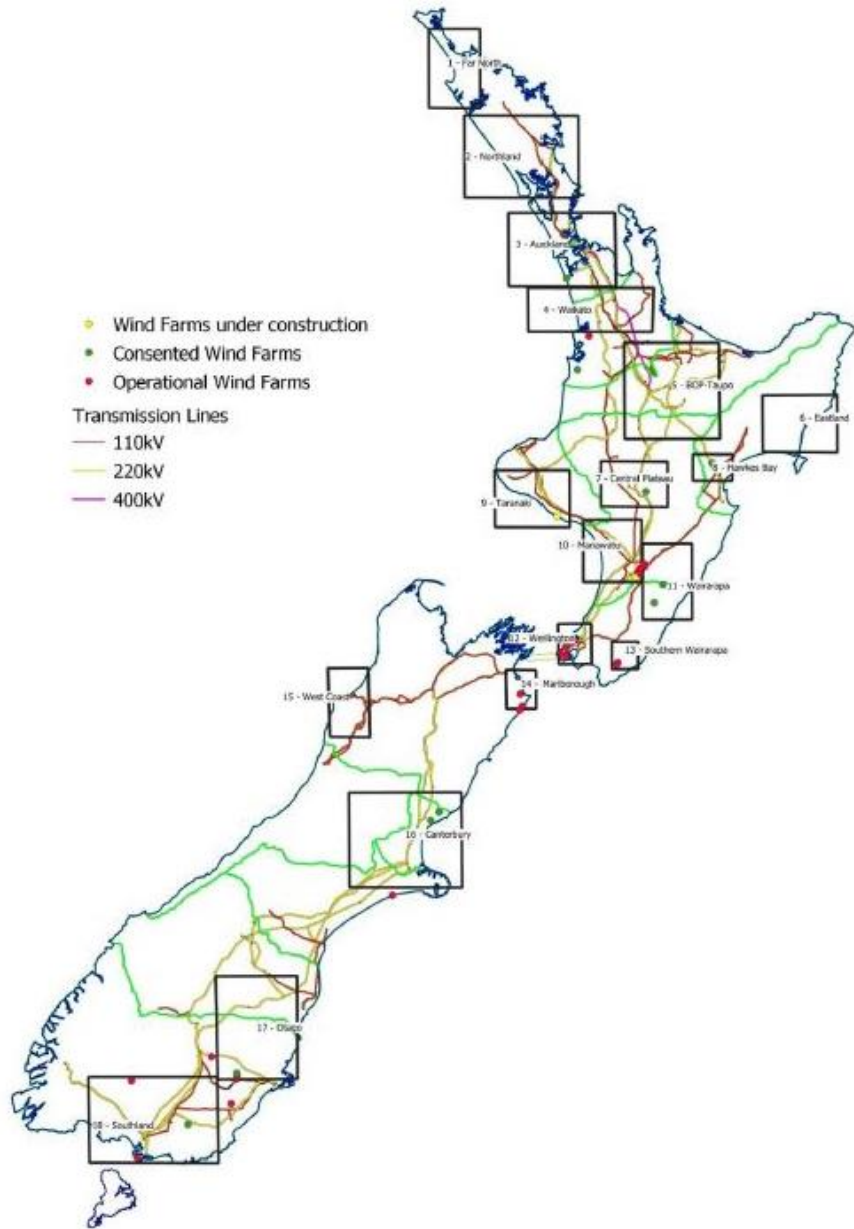 1 - Far North
2 - Northland
3 - Auckland
4 - Waikato
Wind Farms under construction
Consented Wind Farms
Operational Wind Farms
Transmission Lines
110kV
220kV
400kV
5 - BOP-Taupo
6 - Eastland
7 - Central Plateau
8 - Hawkes Bay
9 - Taranaki
10 - Manawatu
11 - Wairarapa
12 - Wellington
13 - Southern Wairarapa
14 - Marlborough
15 - West Coast
16 - Canterbury
17 - Otago
18 - Southland